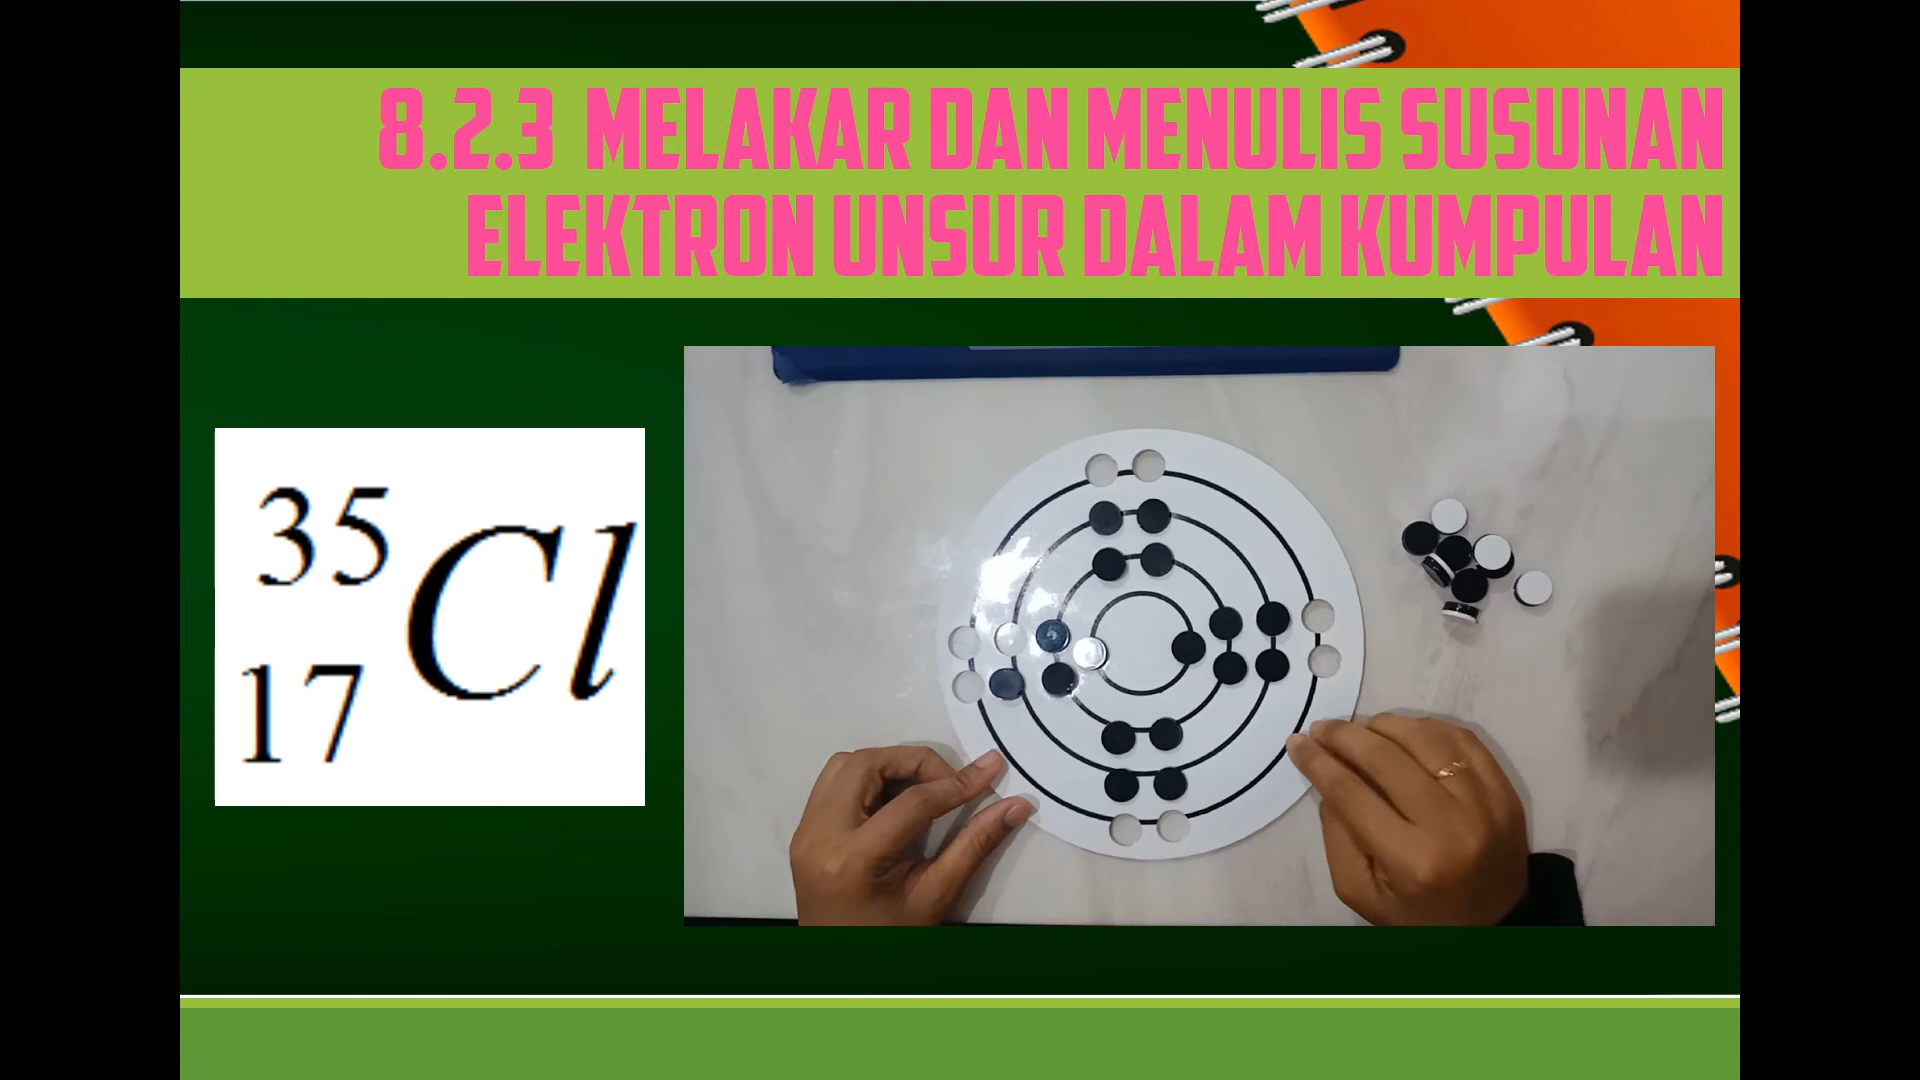 8.2.3 MELAKAR DAN MENULIS SUSUNAN
ELEKTRON UNSUR DALAM KUMPULAN
35
17
Cl